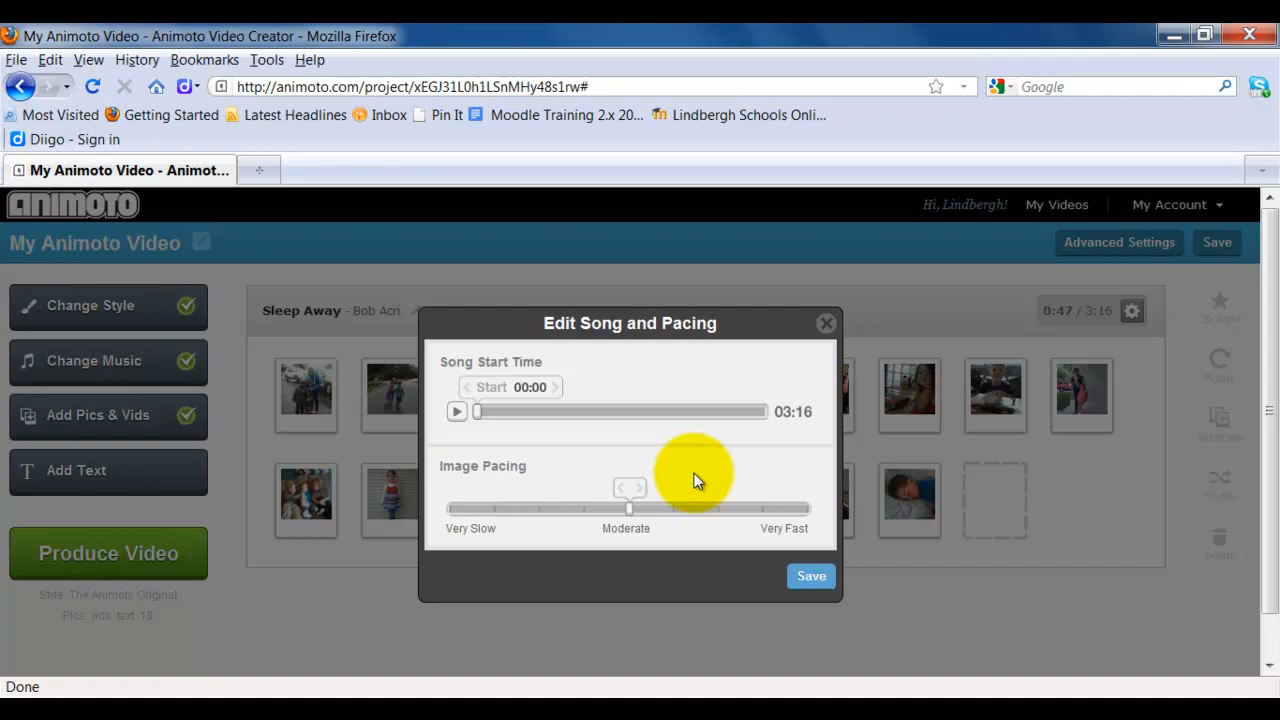 My Animoto Video - Animoto Video Creator - Mozilla Firefox
File Edit View History Bookmarks Tools Help
http://animoto.com/project/xEGJ31L0h1LSnMHy48s1rw#
Google
Most Visited Getting Started Latest Headlines Inbox Pin It Moodle Training 2.x 20... Lindbergh Schools Onli...
Diigo - Sign in
My Animoto Video - Animot...
ANIMOTO Hi, Lindbergh! My Videos My Account
My Animoto Video Advanced Settings Save
Change Style
Change Music
Add Pics & Vids
T Add Text
Produce Video
Style: The Animoto Original
Sleep Away - Bob Acri 0:47 / 3:16
Spotlight
Edit Song and Pacing
Song Start Time
Start 00:00
03:16
Image Pacing
Very Slow Moderate Very Fast
Save
Done